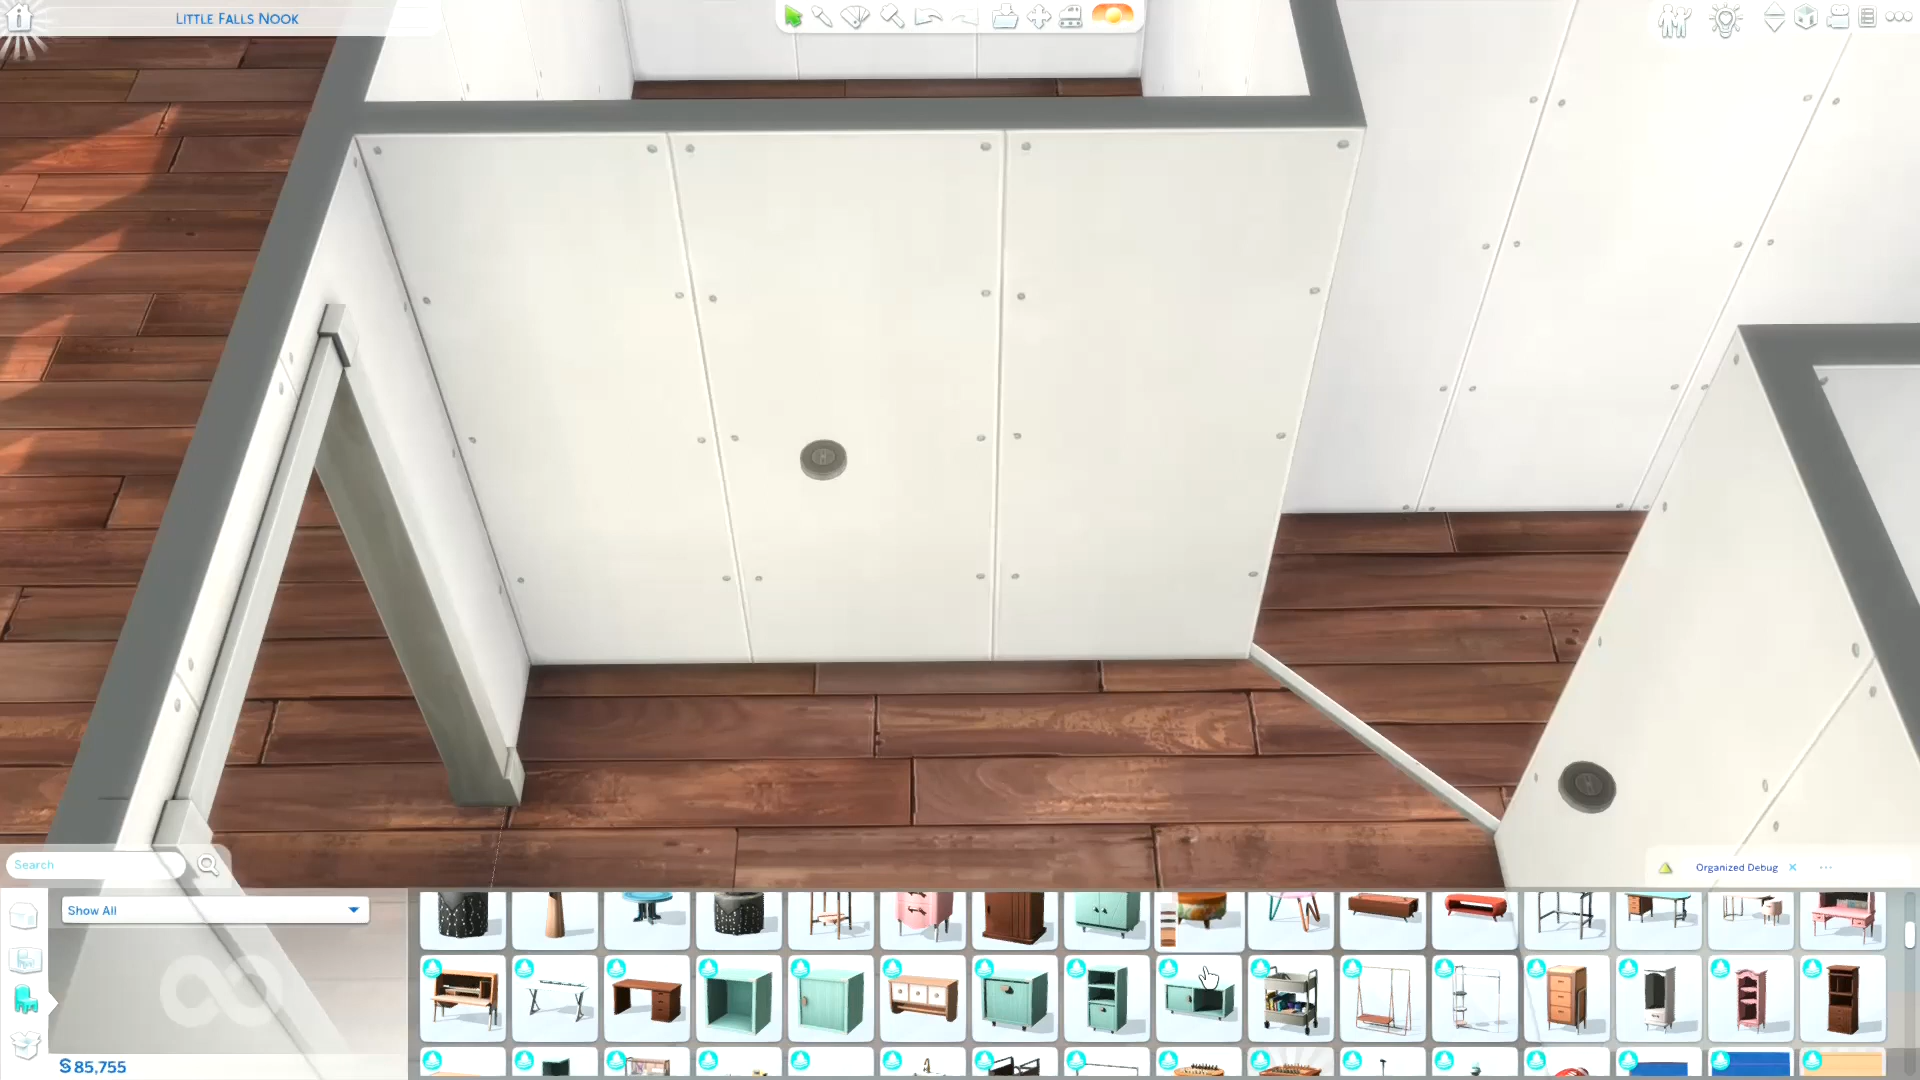 LITTLE FALLS NOOK
Search
Organized Debug
Show All
§85,755